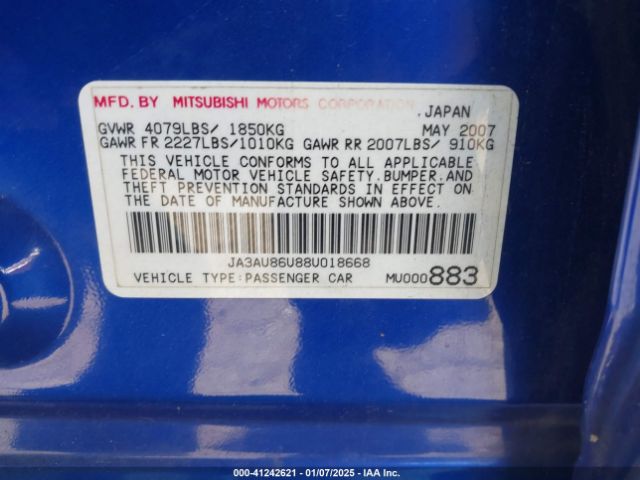 MFD. BY MITSUBISHI MOTORS CORPORATION, JAPAN
GVWR 4079LBS/ 1850KG MAY 2007
GAWR FR 2227LBS/1010KG GAWR RR 2007LBS/ 910KG
THIS VEHICLE CONFORMS TO ALL APPLICABLE
FEDERAL MOTOR VEHICLE SAFETY.BUMPER.AND
THEFT PREVENTION STANDARDS IN EFFECT ON
THE DATE OF MANUFACTURE SHOWN ABOVE.
JA3AU86U88U018668
VEHICLE TYPE:PASSENGER CAR MU000883
000-41242621 - 01/07/2025 - IAA Inc.